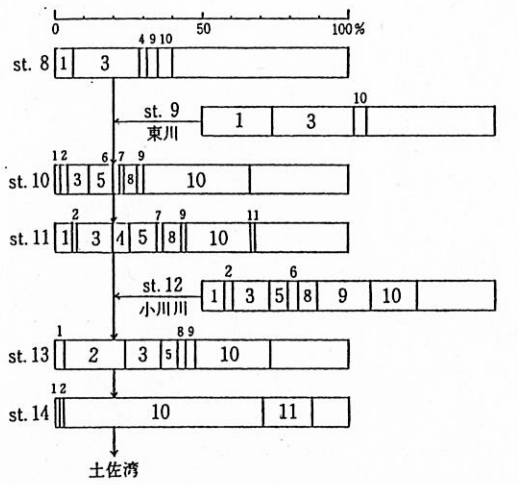 0 50 100%
4 9 10
st. 8 1 3
10
st. 9 1 3
東川
1 2 6 7 9
st. 10 3 5 8 10
2 7 9 11
st. 11 1 3 4 5 8 10
2 6
st. 12 1 3 5 8 9 10
小川川
1 8 9
st. 13 2 3 5 10
1 2
st. 14 10 11
土佐湾